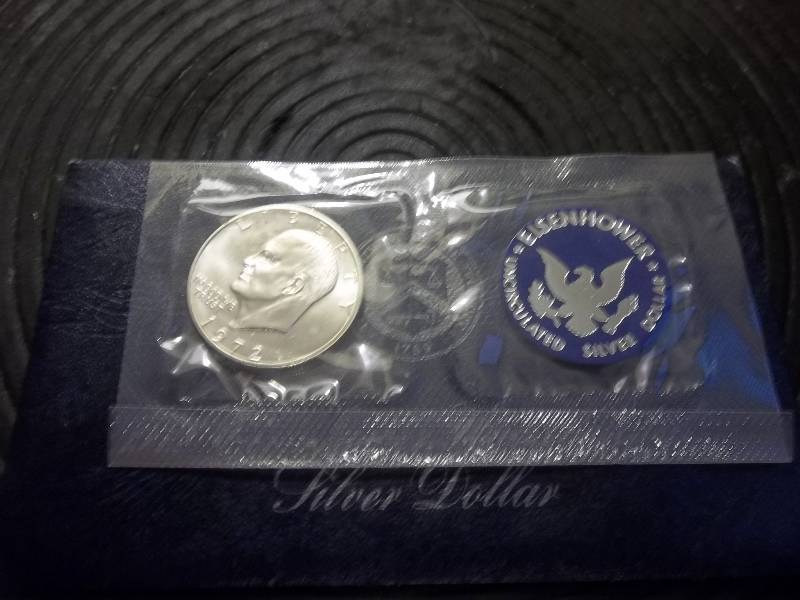 LIBERTY
IN GOD WE
TRUST
1972
EISENHOWER
UNCIRCULATED SILVER DOLLAR
Silver Dollar